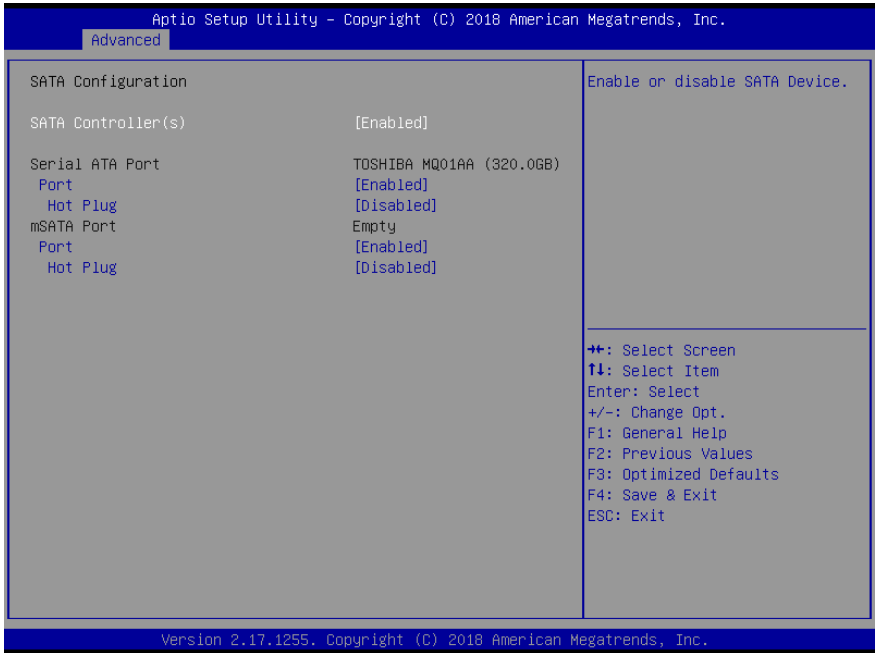 Aptio Setup Utility – Copyright (C) 2018 American Megatrends, Inc.
Advanced
SATA Configuration
SATA Controller(s) [Enabled]
Serial ATA Port TOSHIBA MQ01AA (320.0GB)
Port [Enabled]
Hot Plug [Disabled]
mSATA Port Empty
Port [Enabled]
Hot Plug [Disabled]
Enable or disable SATA Device.
→←: Select Screen
↑↓: Select Item
Enter: Select
+/-: Change Opt.
F1: General Help
F2: Previous Values
F3: Optimized Defaults
F4: Save & Exit
ESC: Exit
Version 2.17.1255. Copyright (C) 2018 American Megatrends, Inc.